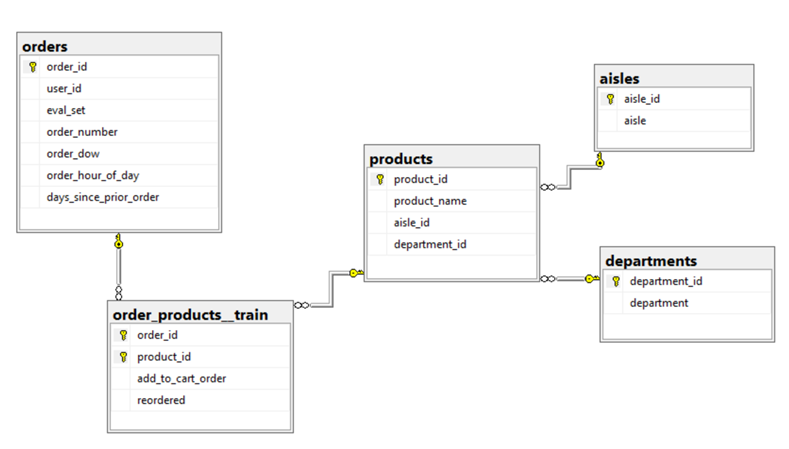 orders
order_id
user_id
eval_set
order_number
order_dow
order_hour_of_day
days_since_prior_order
order_products__train
order_id
product_id
add_to_cart_order
reordered
products
product_id
product_name
aisle_id
department_id
aisles
aisle_id
aisle
departments
department_id
department